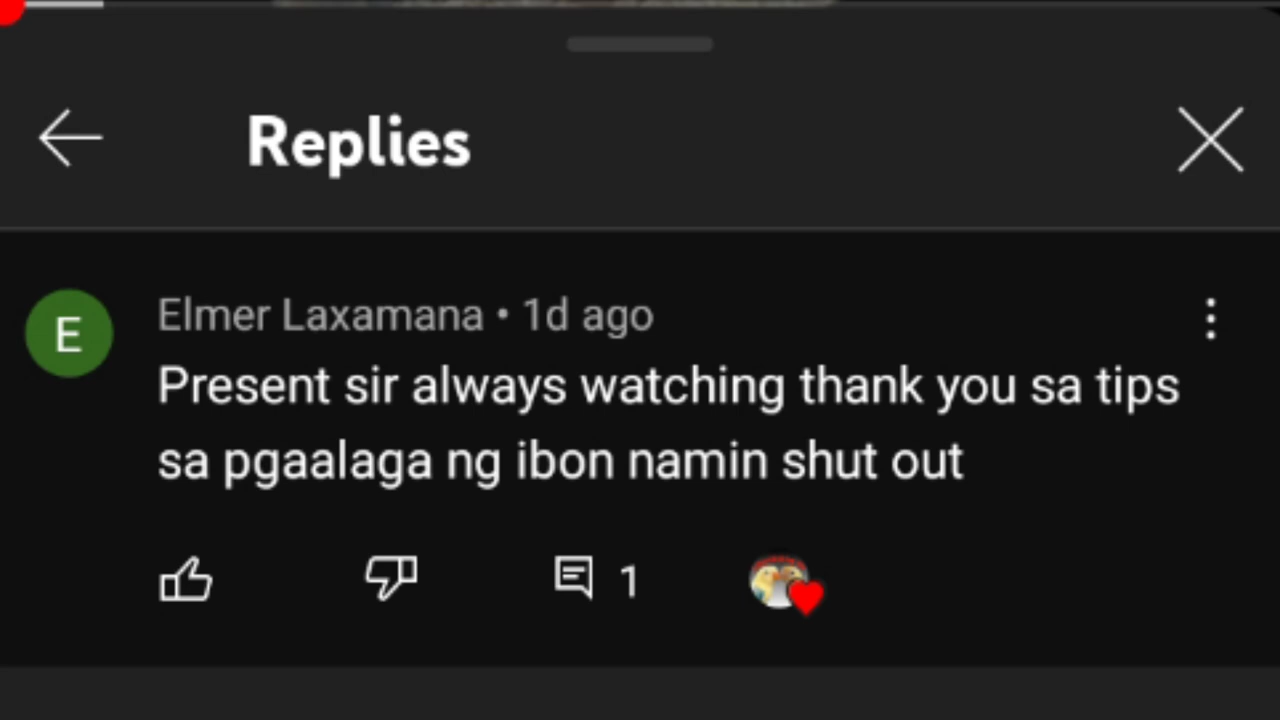 Replies
E
Elmer Laxamana • 1d ago
Present sir always watching thank you sa tips
sa pgaalaga ng ibon namin shut out
1